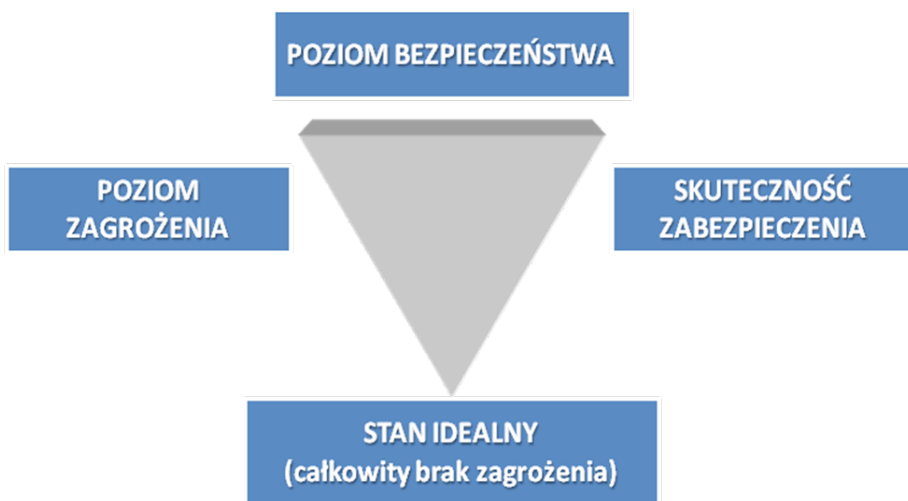 POZIOM BEZPIECZEŃSTWA
POZIOM
ZAGROŻENIA
SKUTECZNOŚĆ
ZABEZPIECZENIA
STAN IDEALNY
(całkowity brak zagrożenia)